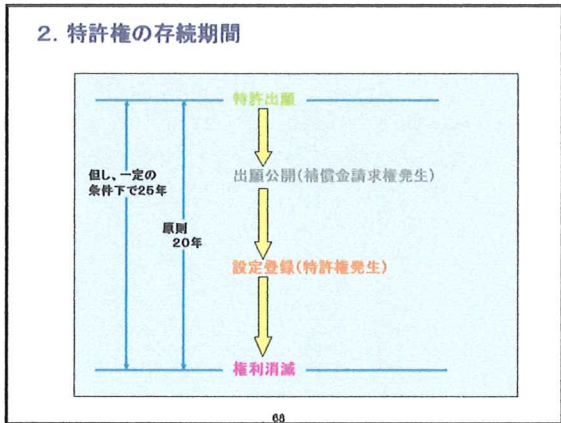 2. 特許権の存続期間
特許出願
但し、一定の
条件下で25年
出願公開(補償金請求権発生)
原則
20年
設定登録(特許権発生)
権利消滅
68